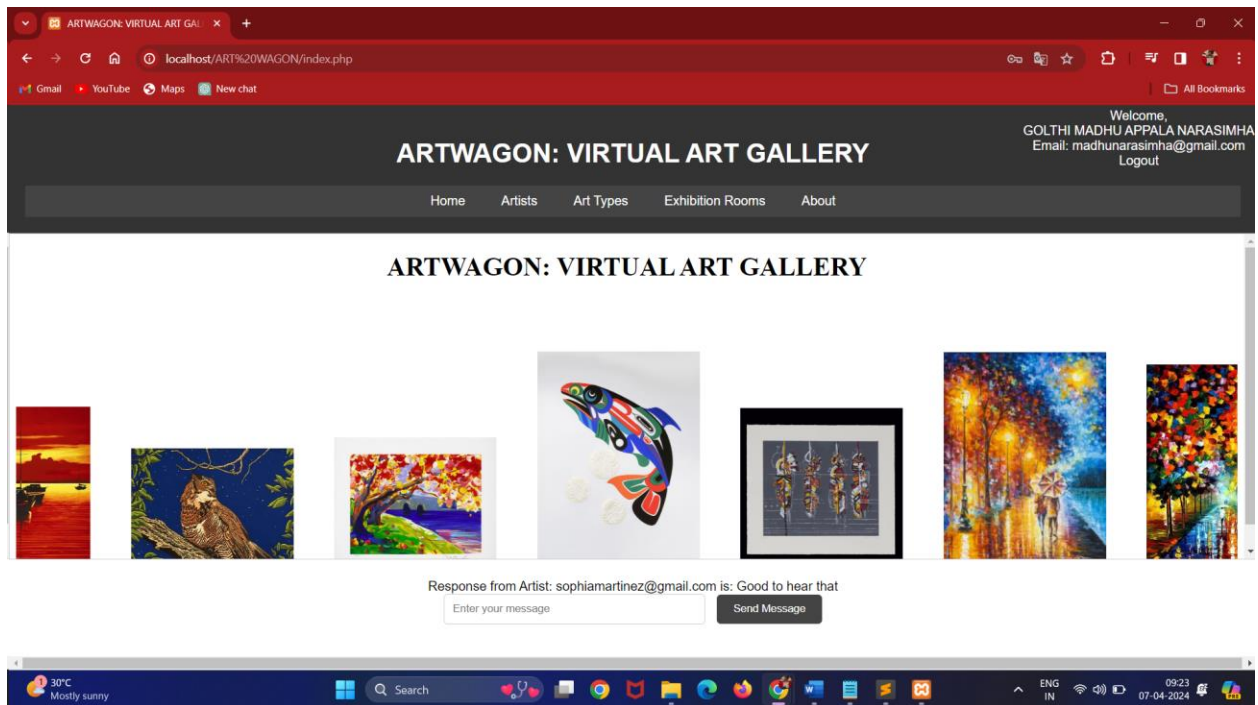 ARTWAGON: VIRTUAL ART GAL
localhost/ART%20WAGON/index.php
Gmail YouTube Maps New chat All Bookmarks
Welcome,
GOLTHI MADHU APPALA NARASIMHA
Email: madhunarasimha@gmail.com
Logout
ARTWAGON: VIRTUAL ART GALLERY
Home Artists Art Types Exhibition Rooms About
ARTWAGON: VIRTUAL ART GALLERY
Response from Artist: sophiamartinez@gmail.com is: Good to hear that
Enter your message Send Message
1 30°C
Mostly sunny
Search
ENG
IN
09:23
07-04-2024